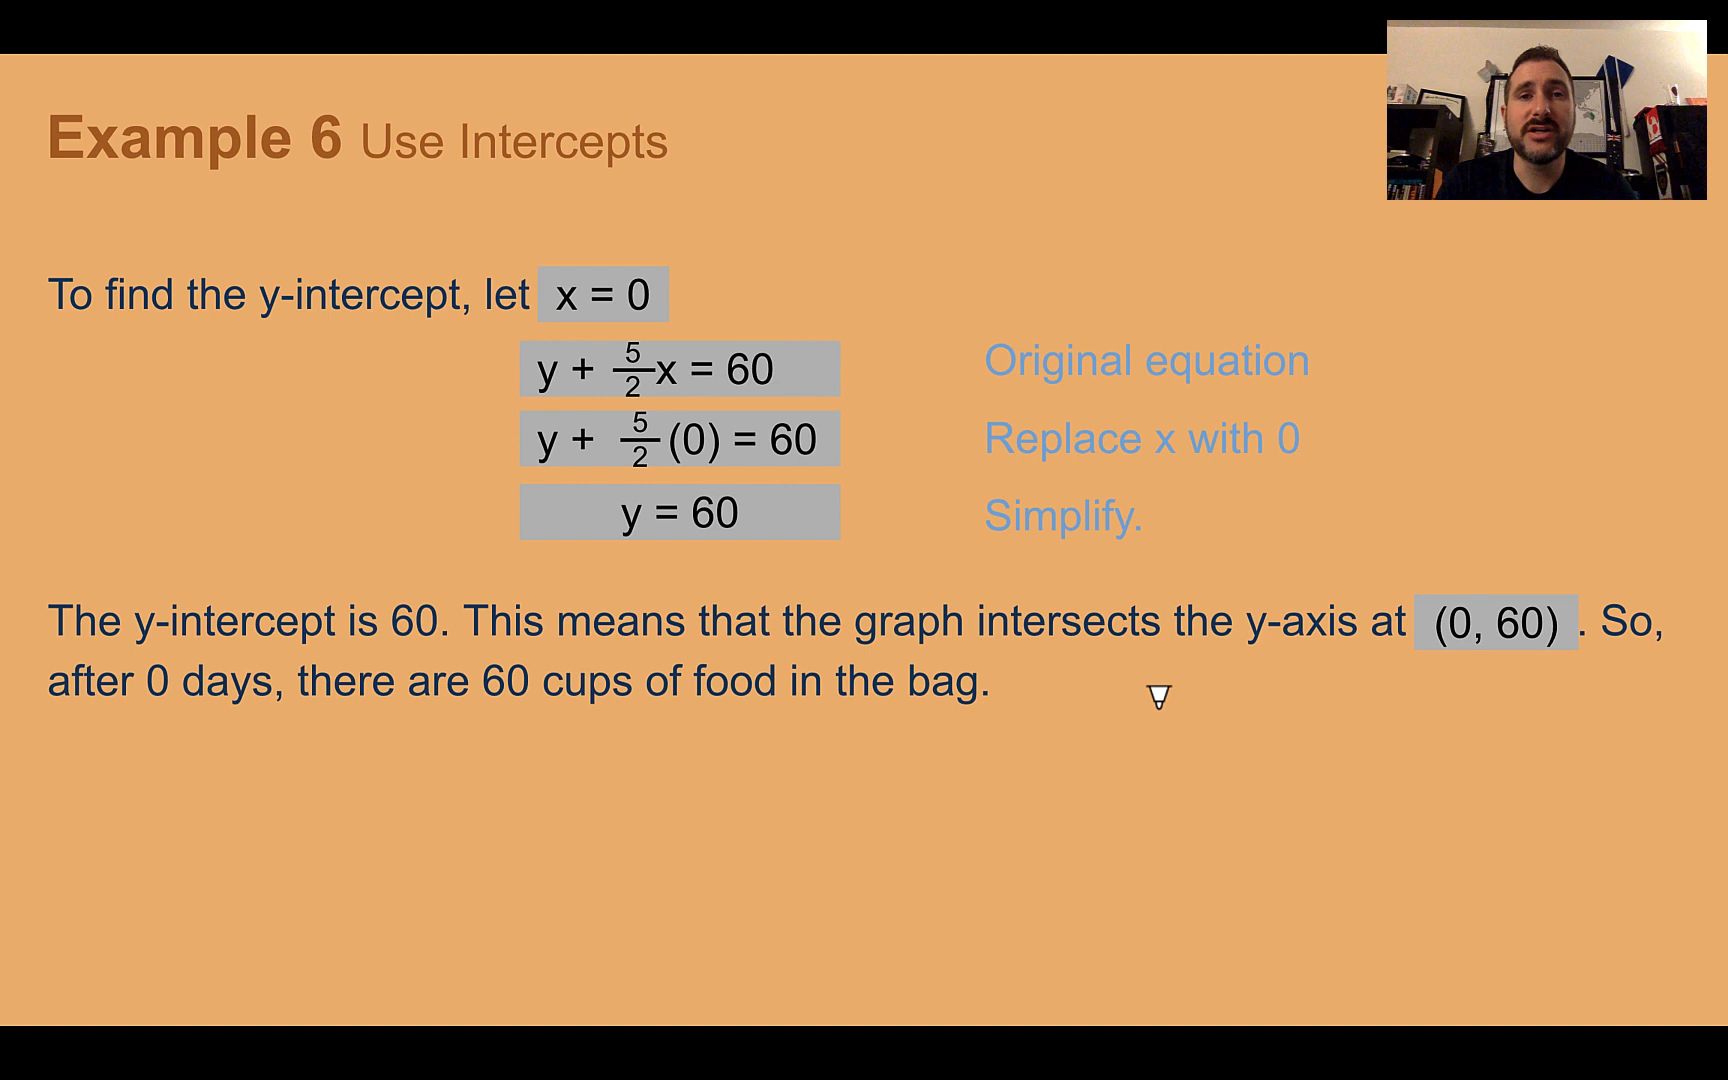 Example 6 Use Intercepts
To find the y-intercept, let x = 0
y + 5/2x = 60 Original equation
y + 5/2(0) = 60 Replace x with 0
y = 60 Simplify.
The y-intercept is 60. This means that the graph intersects the y-axis at (0, 60). So,
after 0 days, there are 60 cups of food in the bag.